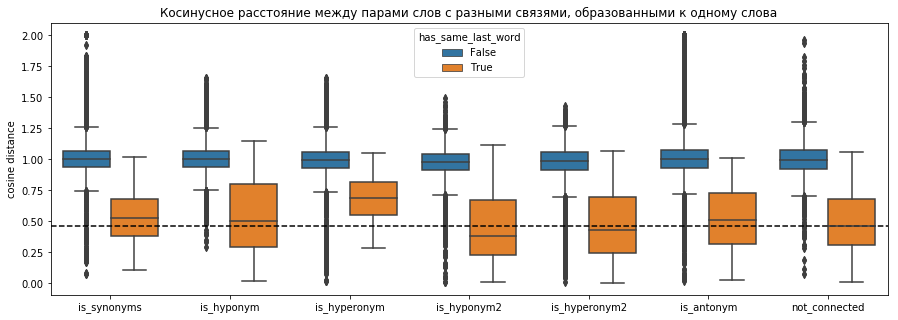 Косинусное расстояние между парами слов с разными связями, образованными к одному слова
has_same_last_word
False
True
cosine distance
2.00
1.75
1.50
1.25
1.00
0.75
0.50
0.25
0.00
is_synonyms is_hyponym is_hyperonym is_hyponym2 is_hyperonym2 is_antonym not_connected